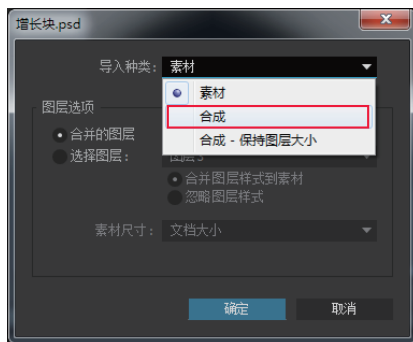 增长块.psd
导入种类： 素材
素材
合成
合成 - 保持图层大小
图层选项
合并的图层
选择图层： 图层 3
合并图层样式到素材
忽略图层样式
素材尺寸： 文档大小
确定 取消